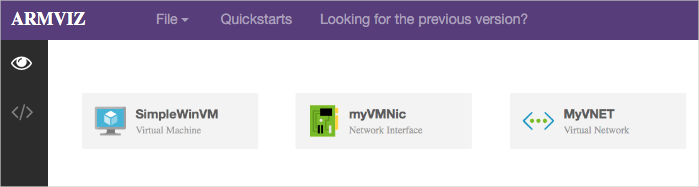 ARMVIZ File Quickstarts Looking for the previous version?
SimpleWinVM
Virtual Machine
myVMNic
Network Interface
MyVNET
Virtual Network